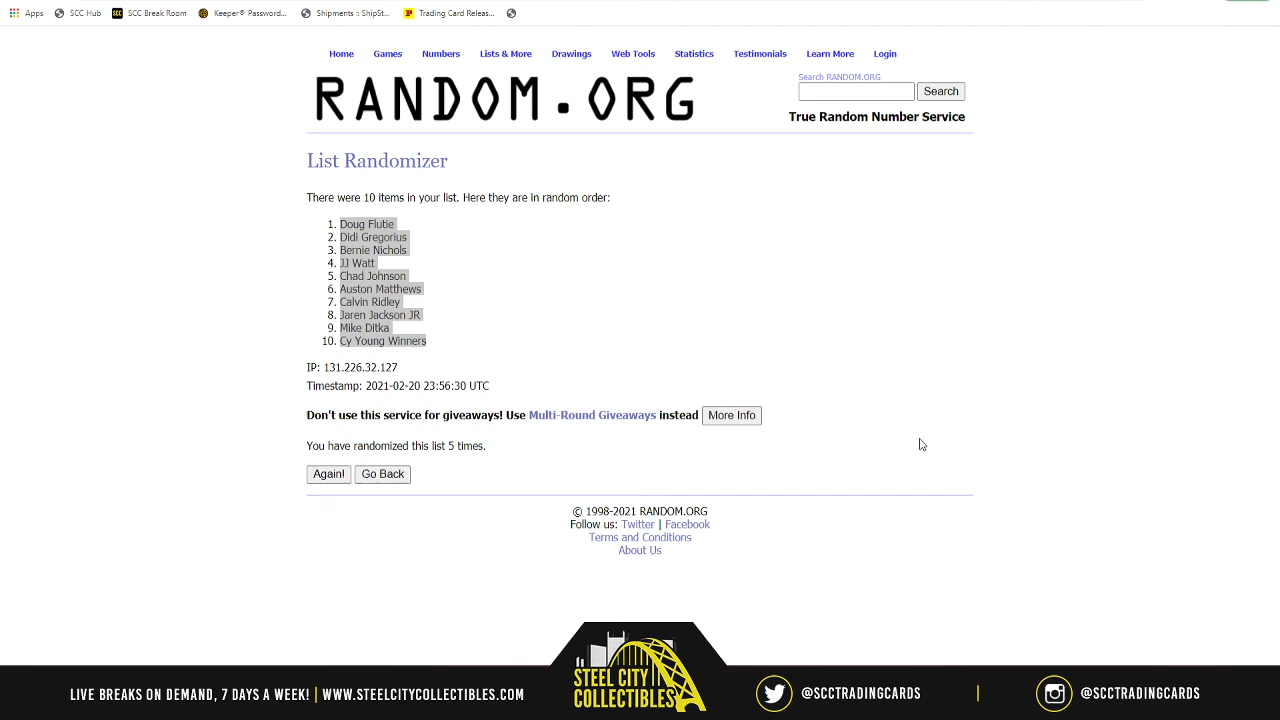 Apps SCC Hub SCC Break Room Keeper® Password... Shipments :: ShipSt... Trading Card Releas...
Home Games Numbers Lists & More Drawings Web Tools Statistics Testimonials Learn More Login
RANDOM.ORG
Search RANDOM.ORG
Search
True Random Number Service
List Randomizer
There were 10 items in your list. Here they are in random order:
1. Doug Flutie
2. Didi Gregorius
3. Bernie Nichols
4. JJ Watt
5. Chad Johnson
6. Auston Matthews
7. Calvin Ridley
8. Jaren Jackson JR
9. Mike Ditka
10. Cy Young Winners
IP: 131.226.32.127
Timestamp: 2021-02-20 23:56:30 UTC
Don't use this service for giveaways! Use Multi-Round Giveaways instead More Info
You have randomized this list 5 times.
Again! Go Back
© 1998-2021 RANDOM.ORG
Follow us: Twitter | Facebook
Terms and Conditions
About Us
LIVE BREAKS ON DEMAND, 7 DAYS A WEEK! | WWW.STEELCITYCOLLECTIBLES.COM
STEEL CITY
COLLECTIBLES
@SCCTRADINGCARDS | @SCCTRADINGCARDS